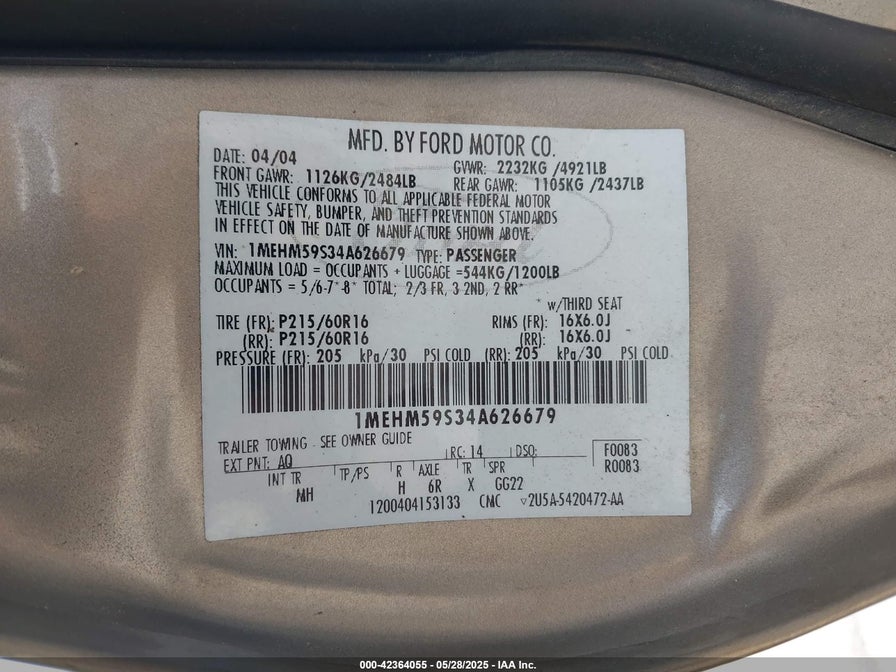 MFD. BY FORD MOTOR CO.
DATE: 04/04 GVWR: 2232KG /4921LB
FRONT GAWR: 1126KG/2484LB REAR GAWR: 1105KG /2437LB
THIS VEHICLE CONFORMS TO ALL APPLICABLE FEDERAL MOTOR
VEHICLE SAFETY, BUMPER, AND THEFT PREVENTION STANDARDS
IN EFFECT ON THE DATE OF MANUFACTURE SHOWN ABOVE.
VIN: 1MEHM59S34A626679 TYPE: PASSENGER
MAXIMUM LOAD = OCCUPANTS + LUGGAGE =544KG/1200LB
OCCUPANTS = 5/6-7*-8* TOTAL; 2/3 FR, 3 2ND, 2 RR*
* w/THIRD SEAT
TIRE (FR): P215/60R16 RIMS (FR): 16X6.0J
(RR): P215/60R16 (RR): 16X6.0J
PRESSURE (FR): 205 kPa/30 PSI COLD (RR): 205 kPa/30 PSI COLD
1MEHM59S34A626679
TRAILER TOWING - SEE OWNER GUIDE
EXT PNT: AQ RC: 14 DSO: F0083
R0083
INT TR TP/PS R AXLE TR SPR
MH H 6R X GG22
1200404153133 CMC ▽2U5A-5420472-AA
000-42364055 - 05/28/2025 - IAA Inc.